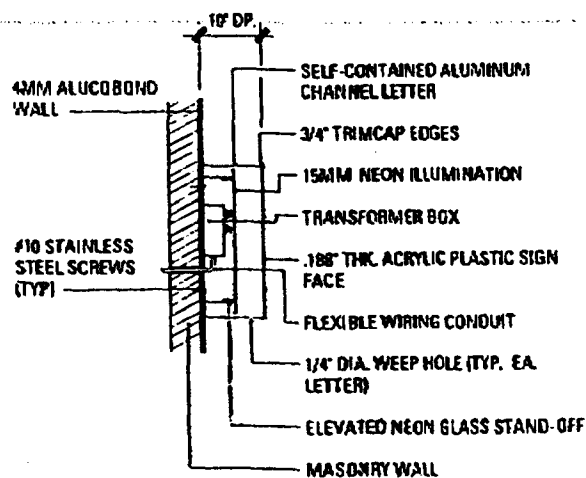 10" DP.
4MM ALUCOBOND
WALL
#10 STAINLESS
STEEL SCREWS
(TYP)
SELF-CONTAINED ALUMINUM
CHANNEL LETTER
3/4" TRIMCAP EDGES
15MM NEON ILLUMINATION
TRANSFORMER BOX
.188" THK. ACRYLIC PLASTIC SIGN
FACE
FLEXIBLE WIRING CONDUIT
1/4" DIA. WEEP HOLE (TYP. EA.
LETTER)
ELEVATED NEON GLASS STAND-OFF
MASONRY WALL